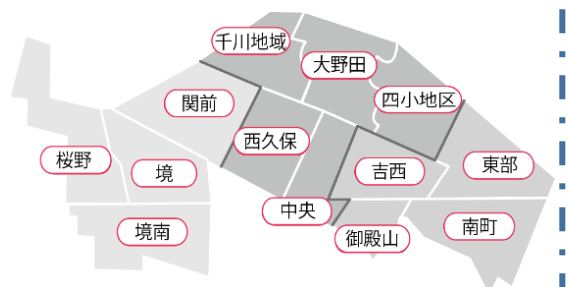 千川地域
大野田
四小地区
関前
西久保
桜野
境
吉西
東部
中央
境南
御殿山
南町